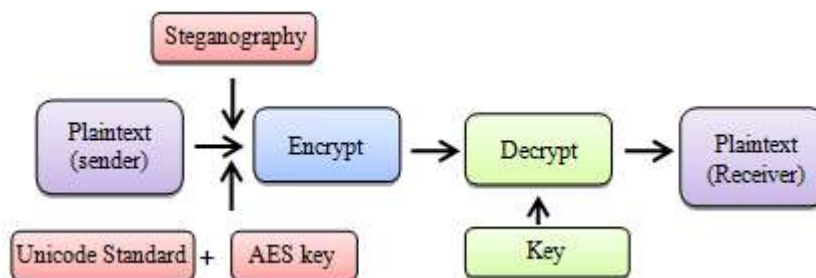 Steganography
Plaintext
(sender)
Encrypt
Decrypt
Plaintext
(Receiver)
Unicode Standard + AES key
Key